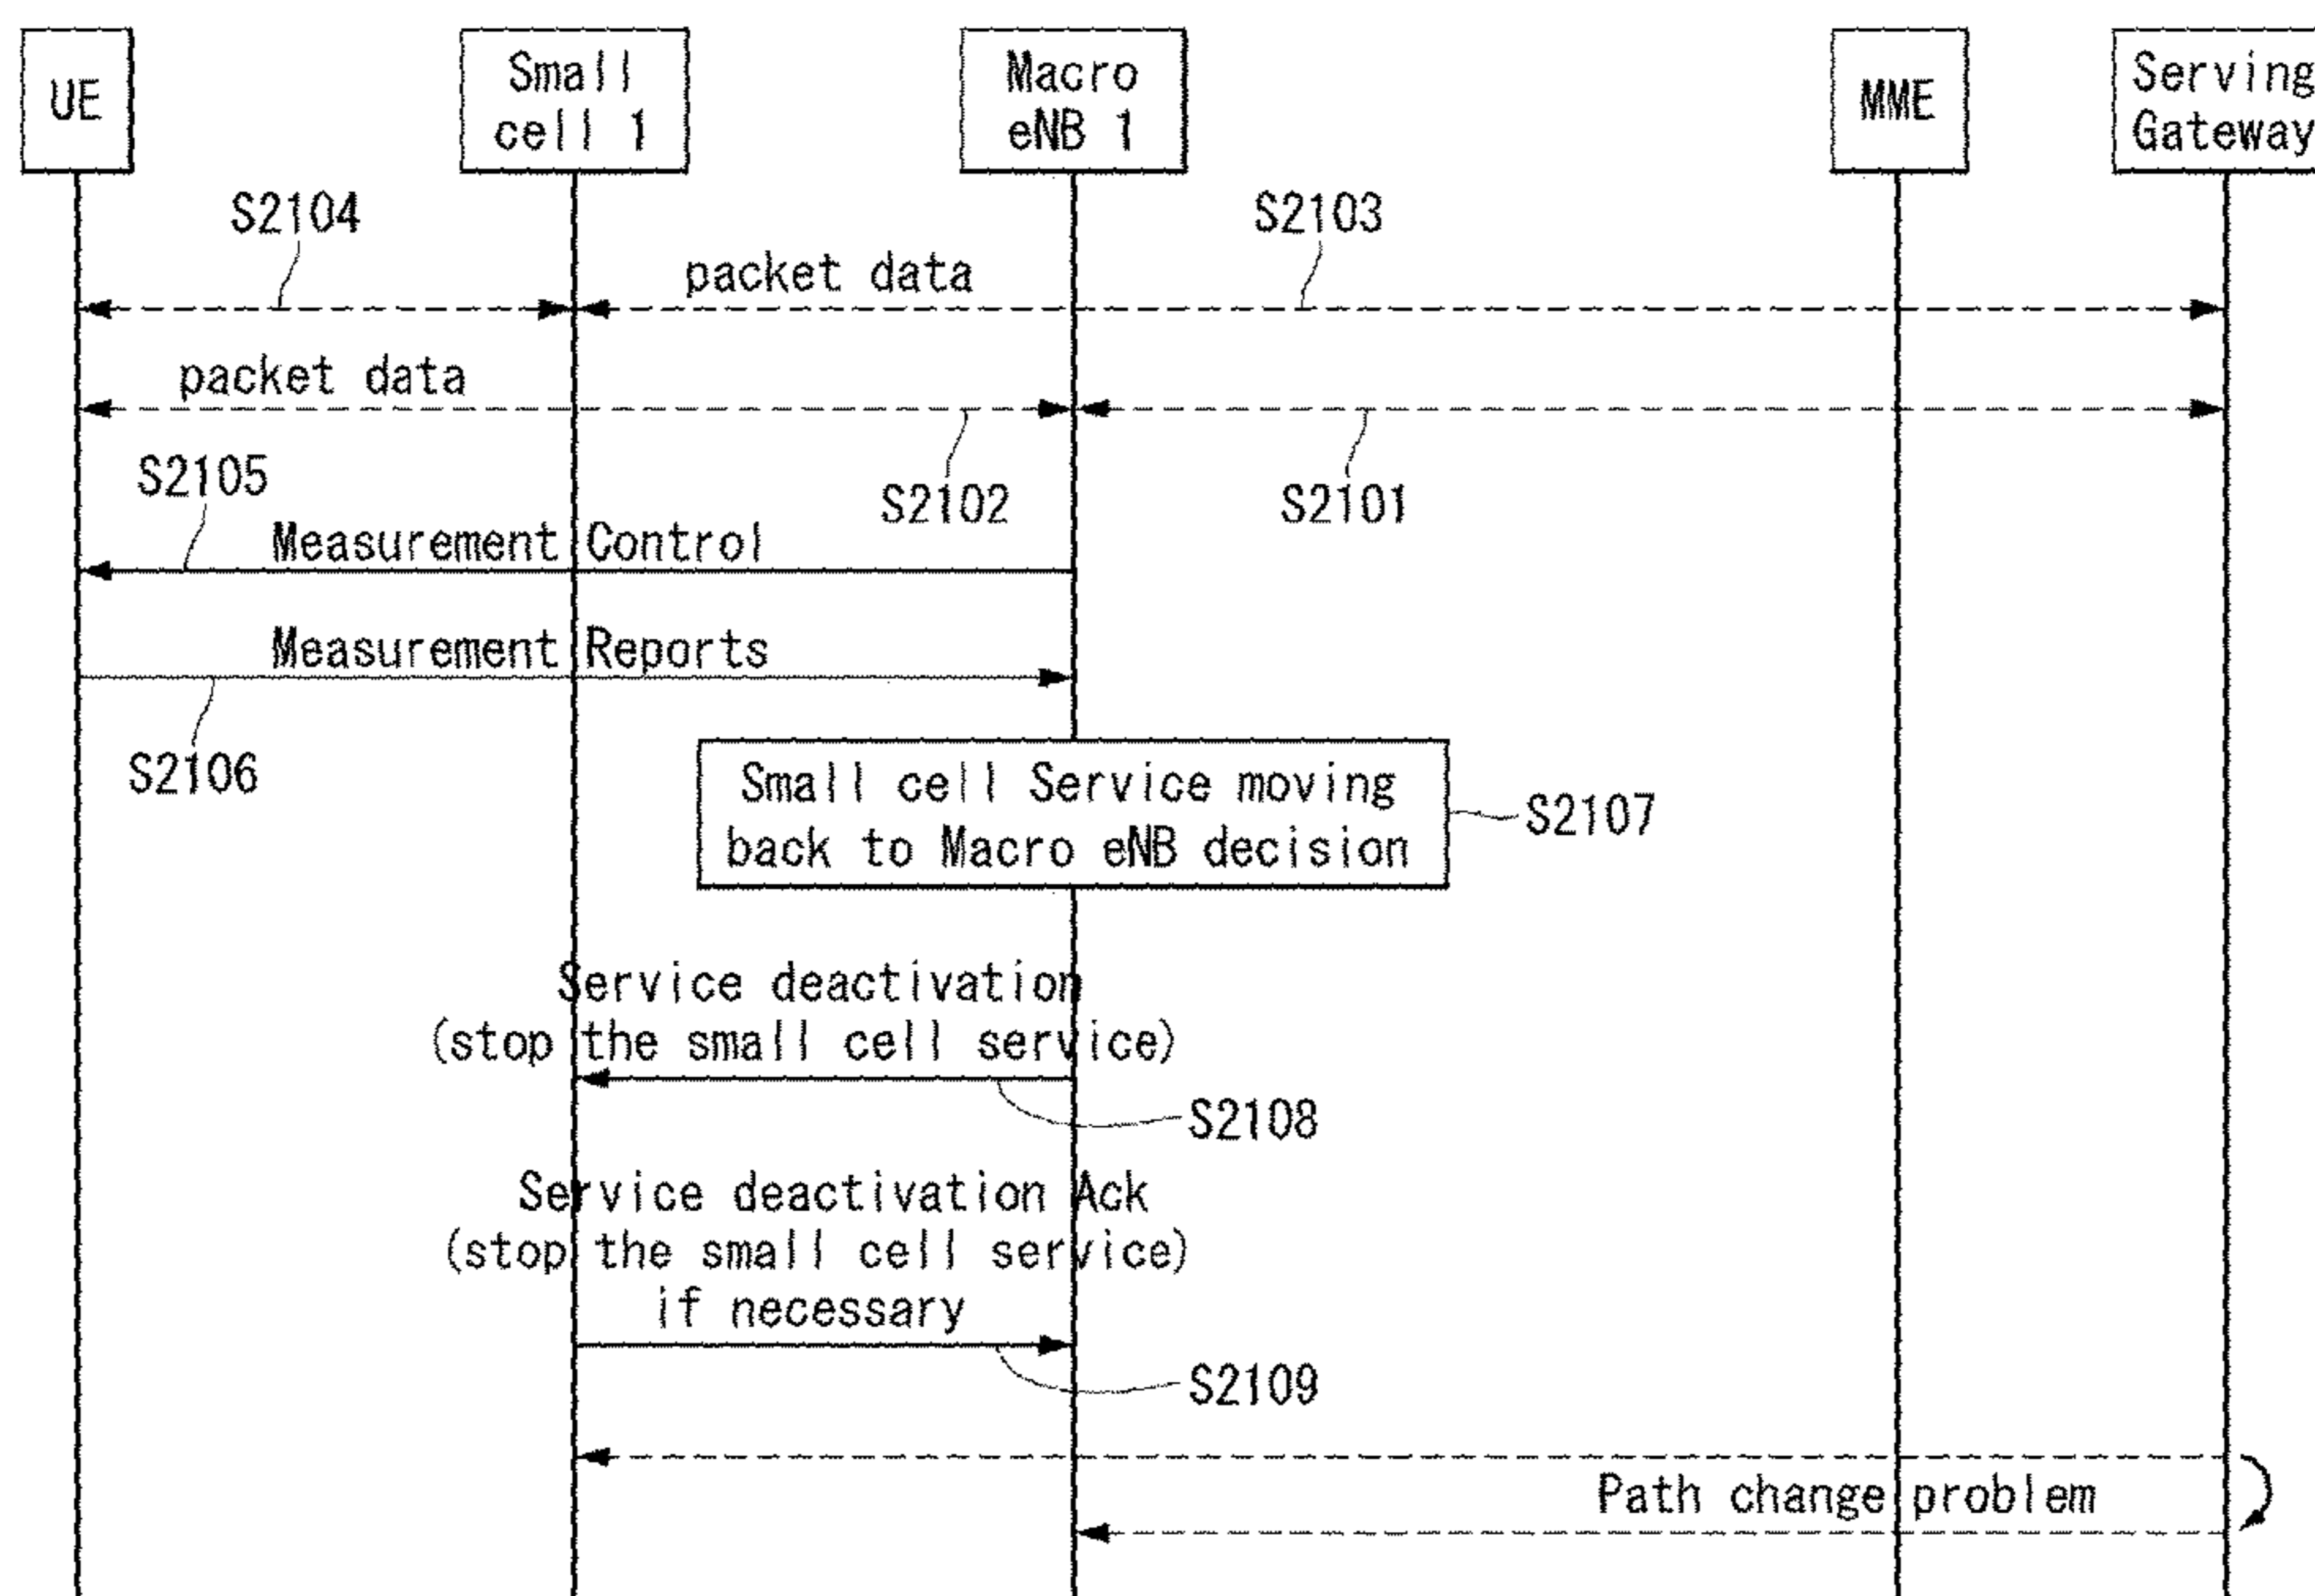 UE
Small
cell 1
Macro
eNB 1
MME
Serving
Gateway
S2104
S2103
packet data
packet data
S2105
S2102
S2101
Measurement Control
Measurement Reports
S2106
Small cell Service moving
back to Macro eNB decision
S2107
Service deactivation
(stop the small cell service)
S2108
Service deactivation Ack
(stop the small cell service)
if necessary
S2109
Path change problem